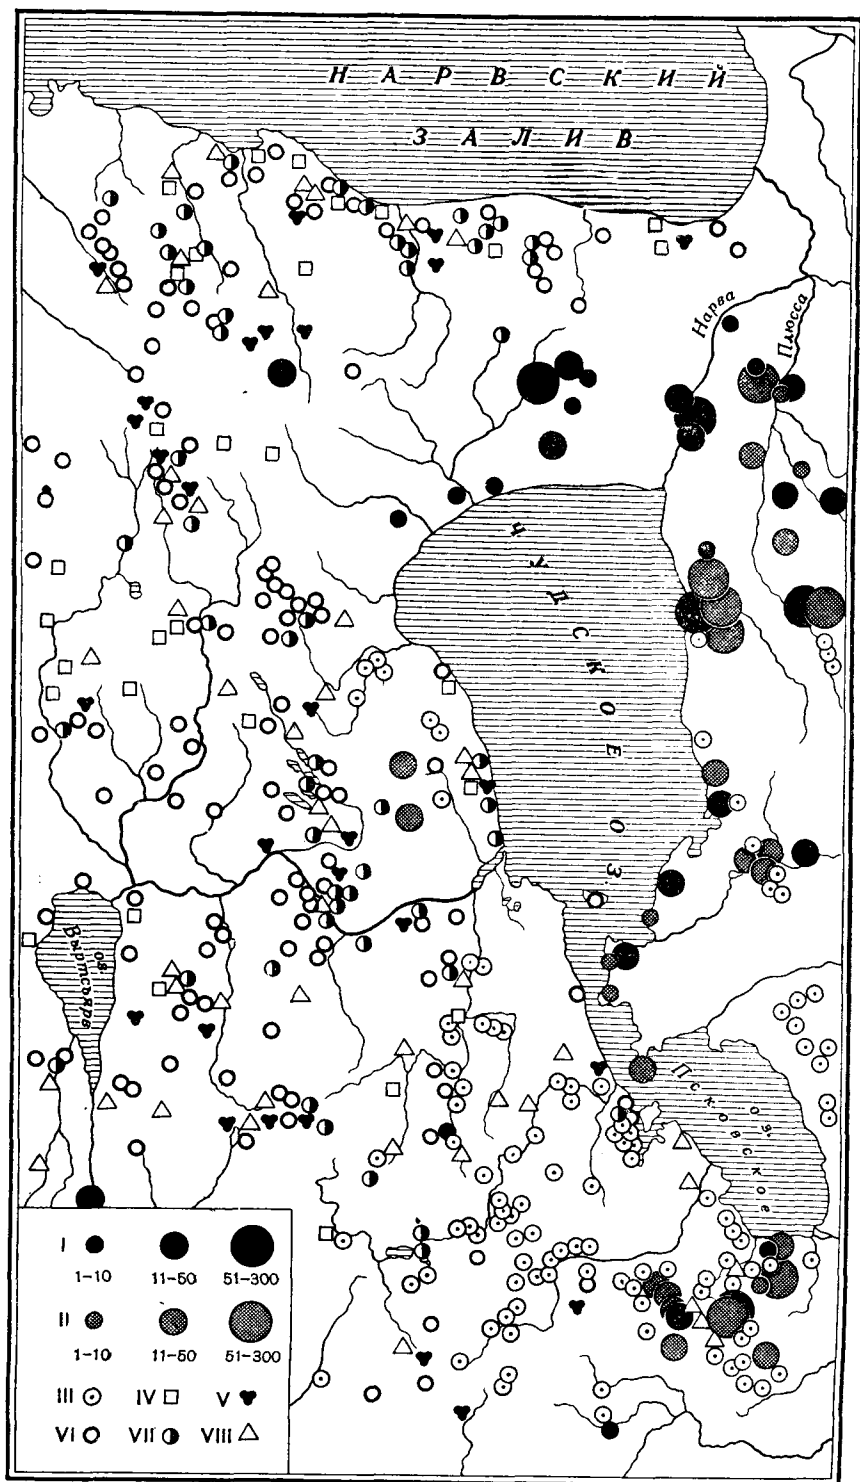 НАРВСКИЙ
ЗАЛИВ
Нарва
Плюсса
ЧУДСКОЕ ОЗ.
оз. Выртсъярв
Псковское оз.
I
1–10 11–50 51–300
II
1–10 11–50 51–300
III IV V
VI VII VIII